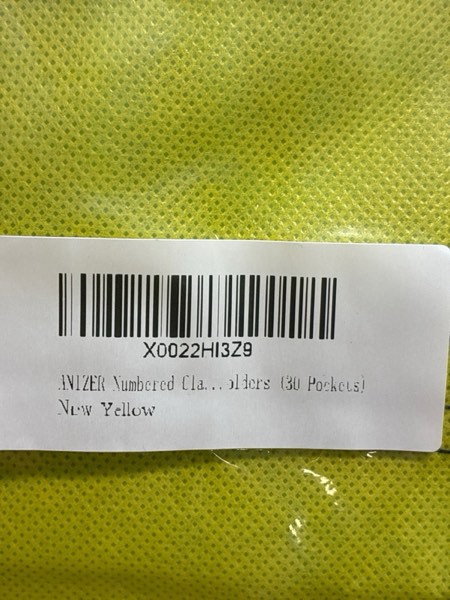 X0022HI3Z9
ANIZER Numbered Cla...olders (30 Pockets)
New Yellow